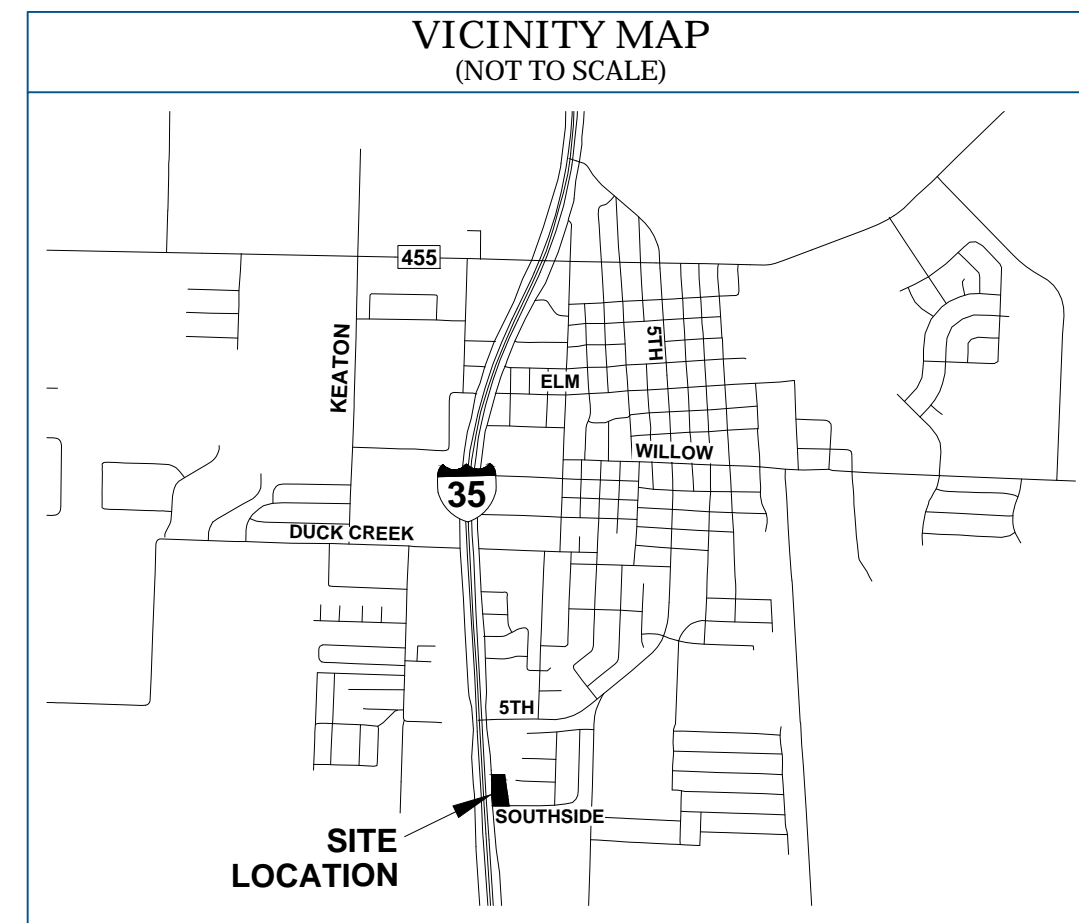 VICINITY MAP
(NOT TO SCALE)
455
KEATON
5TH
ELM
WILLOW
35
DUCK CREEK
5TH
SOUTHSIDE
SITE
LOCATION